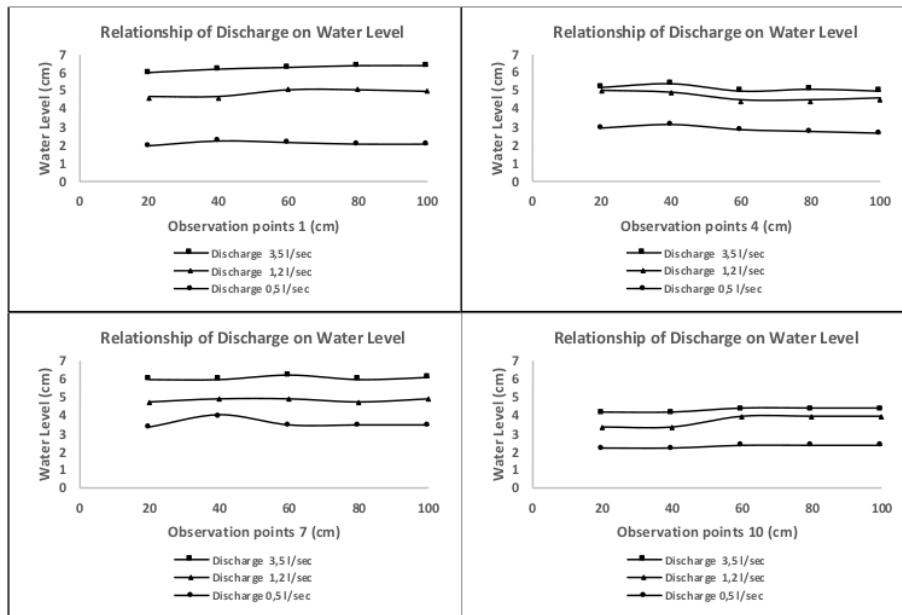 Relationship of Discharge on Water Level
7
6
5
4
3
2
1
0
Water Level (cm)
0 20 40 60 80 100
Observation points 1 (cm)
Discharge 3,5 l/sec
Discharge 1,2 l/sec
Discharge 0,5 l/sec
Relationship of Discharge on Water Level
7
6
5
4
3
2
1
0
Water Level (cm)
0 20 40 60 80 100
Observation points 4 (cm)
Discharge 3,5 l/sec
Discharge 1,2 l/sec
Discharge 0,5 l/sec
Relationship of Discharge on Water Level
7
6
5
4
3
2
1
0
Water Level (cm)
0 20 40 60 80 100
Observation points 7 (cm)
Discharge 3,5 l/sec
Discharge 1,2 l/sec
Discharge 0,5 l/sec
Relationship of Discharge on Water Level
7
6
5
4
3
2
1
0
Water Level (cm)
0 20 40 60 80 100
Observation points 10 (cm)
Discharge 3,5 l/sec
Discharge 1,2 l/sec
Discharge 0,5 l/sec